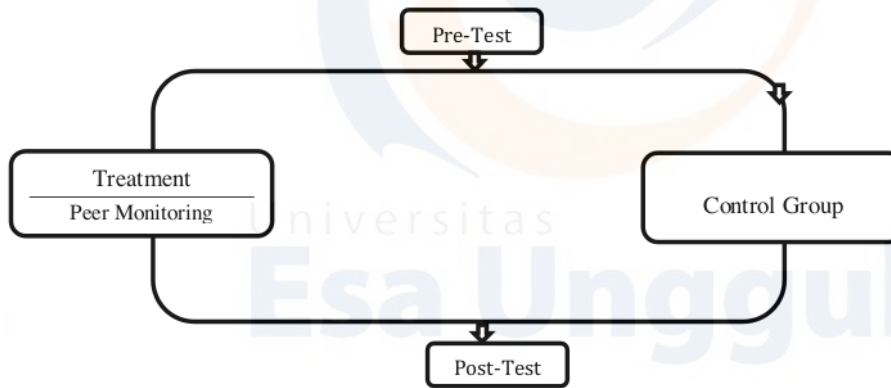 Pre-Test
Treatment
Peer Monitoring
Control Group
Universitas
Esa Unggul
Post-Test